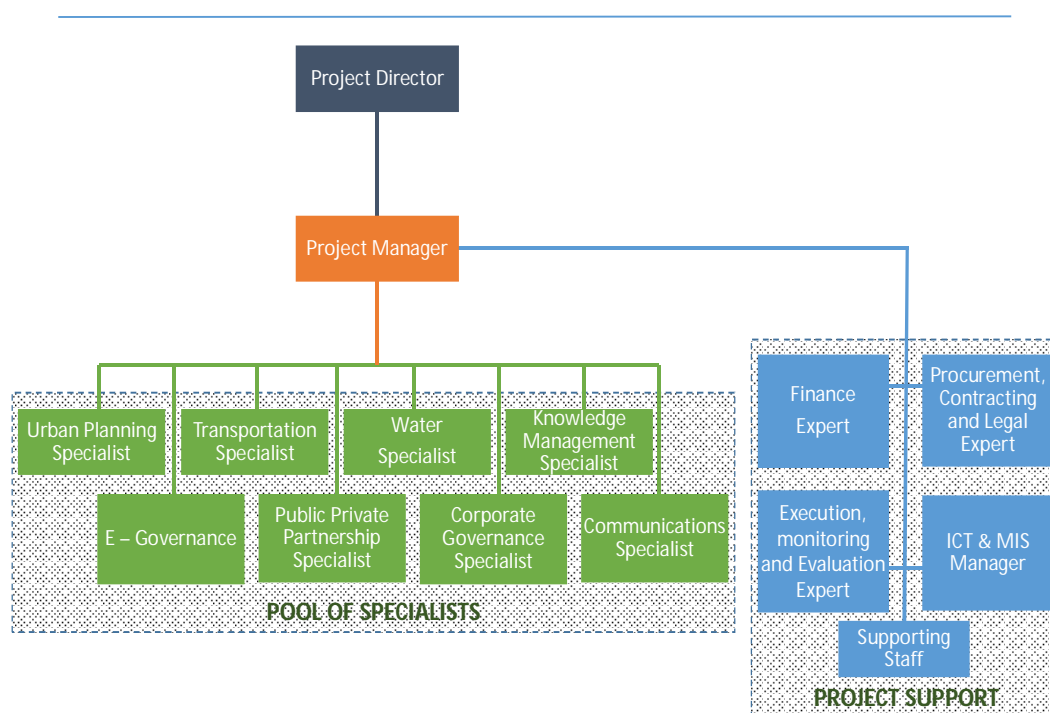 Project Director
Project Manager
Urban Planning
Specialist
Transportation
Specialist
Water
Specialist
Knowledge
Management
Specialist
E – Governance
Public Private
Partnership
Specialist
Corporate
Governance
Specialist
Communications
Specialist
POOL OF SPECIALISTS
Finance
Expert
Procurement,
Contracting
and Legal
Expert
Execution,
monitoring
and Evaluation
Expert
ICT & MIS
Manager
Supporting
Staff
PROJECT SUPPORT